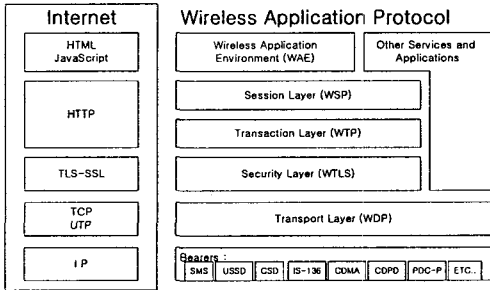 Internet
HTML
JavaScript
HTTP
TLS-SSL
TCP
UTP
IP
Wireless Application Protocol
Wireless Application
Environment (WAE)
Other Services and
Applications
Session Layer (WSP)
Transaction Layer (WTP)
Security Layer (WTLS)
Transport Layer (WDP)
Bearers :
SMS
USSD
CSD
IS-136
CDMA
CDPD
PDC-P
ETC..